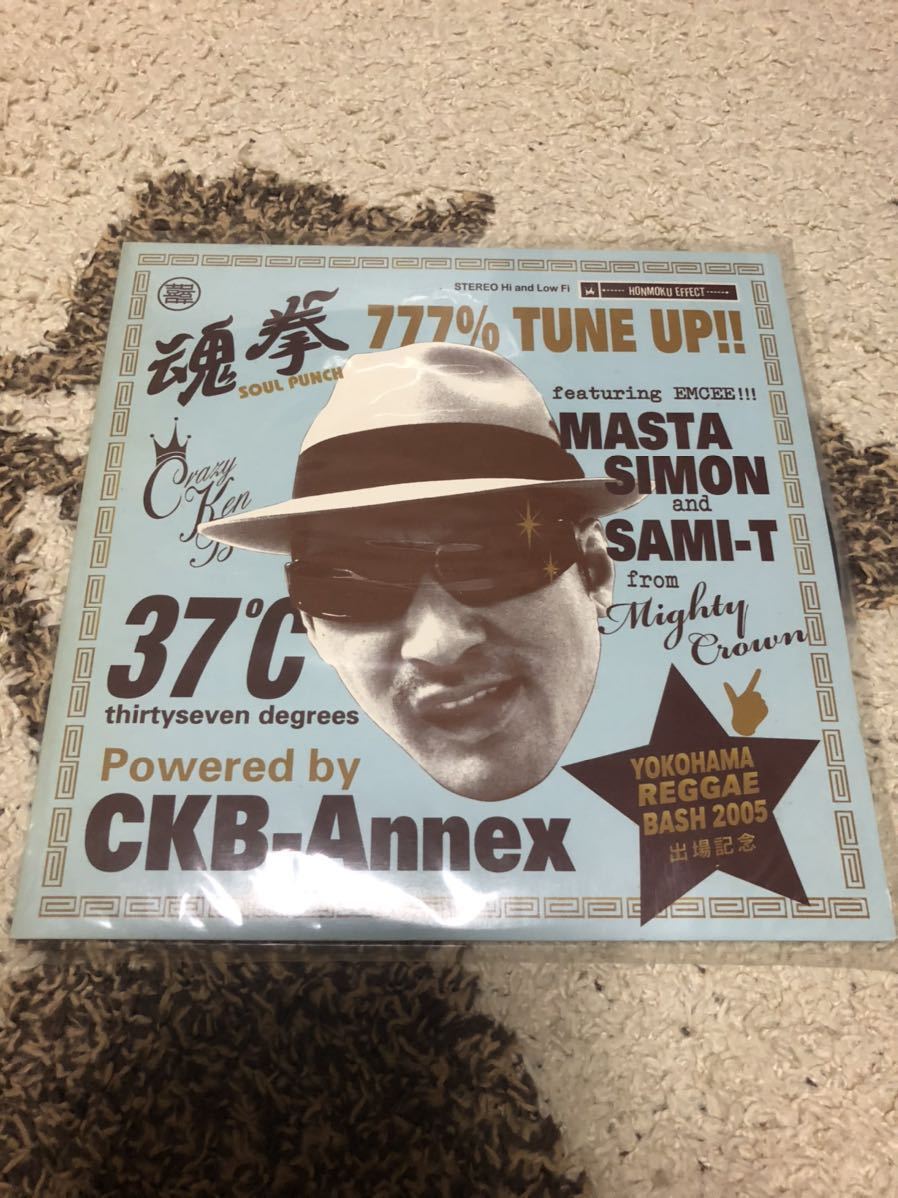 STEREO Hi and Low Fi
HONMOKU EFFECT
魂拳
SOUL PUNCH
777% TUNE UP!!
featuring EMCEE!!!
MASTA
SIMON
and
SAMI-T
from
Mighty
Crown
Crazy
Ken
37℃
thirtyseven degrees
Powered by
CKB-Annex
YOKOHAMA
REGGAE
BASH 2005
出場記念